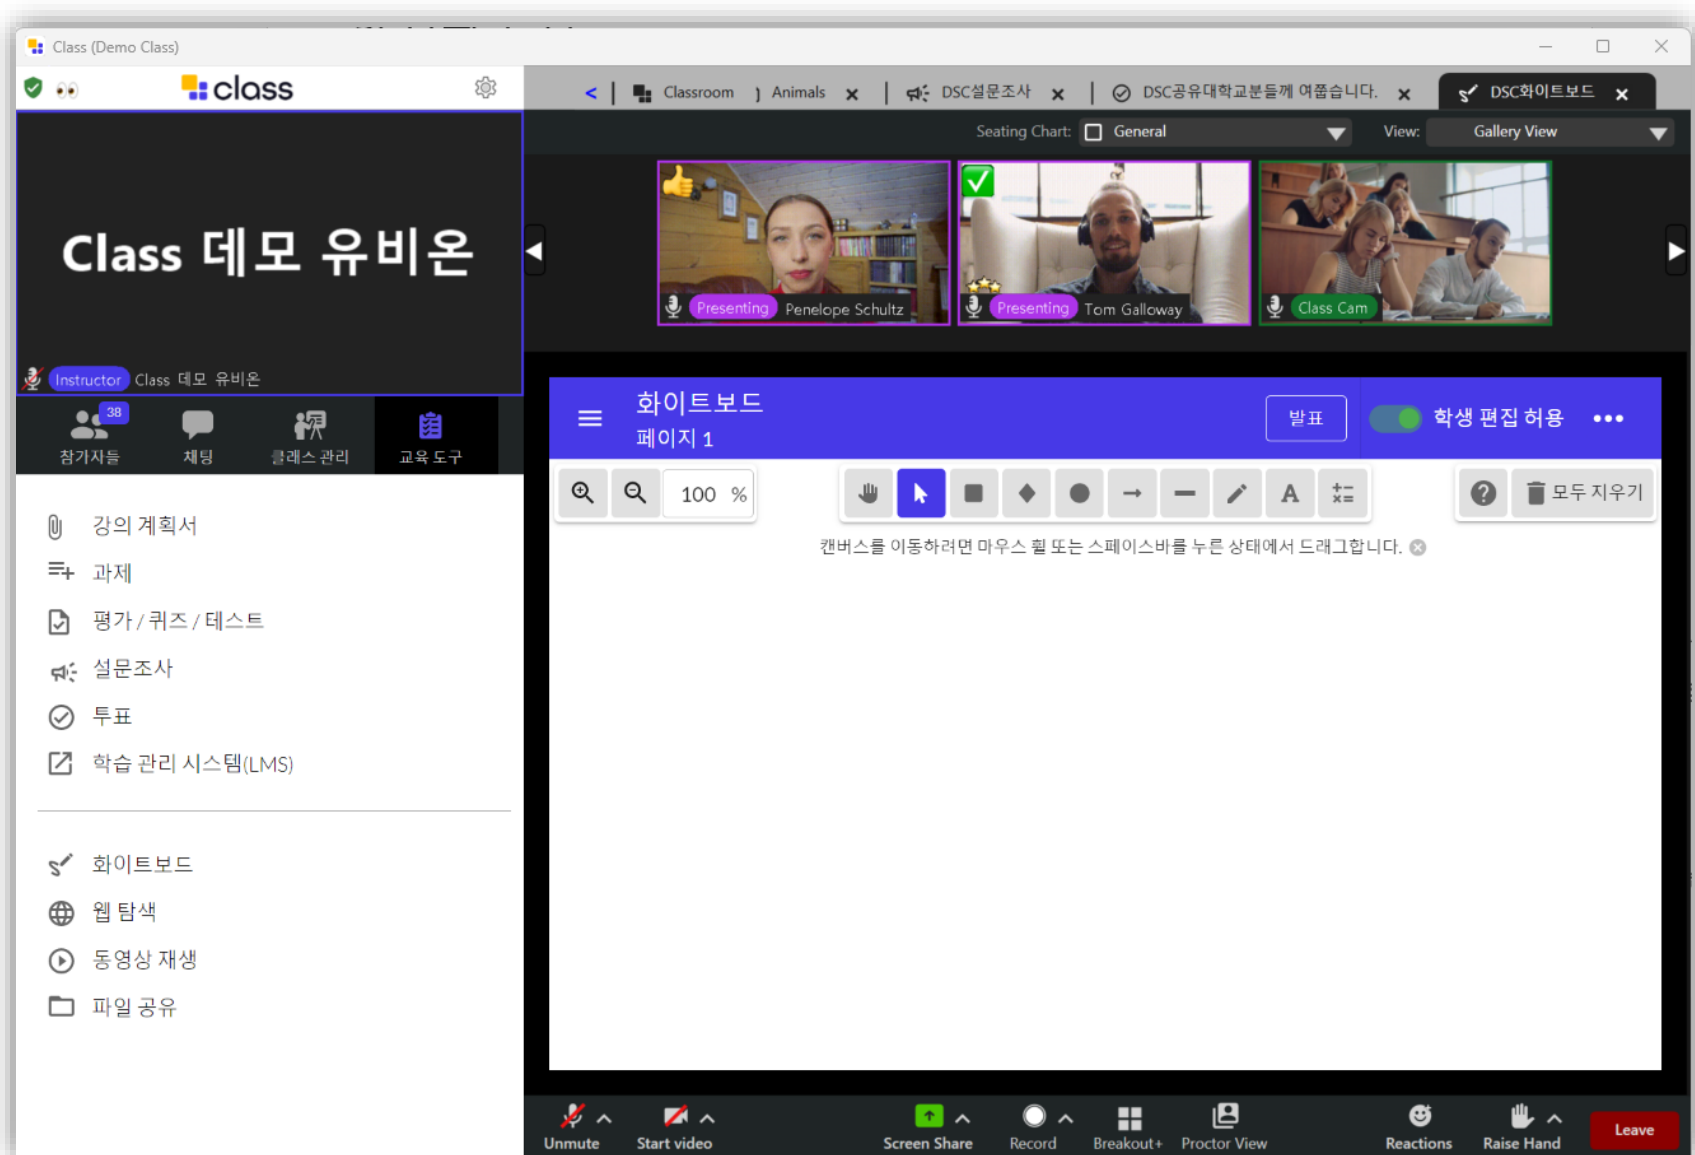 Class (Demo Class)
class
Classroom
Animals
DSC설문조사
DSC공유대학교분들께 여쭙습니다.
DSC화이트보드
Seating Chart:
General
View:
Gallery View
Class 데모 유비온
Instructor Class 데모 유비온
Presenting Penelope Schultz
Presenting Tom Galloway
Class Cam
38
참가자들
채팅
클래스 관리
교육 도구
강의 계획서
과제
평가 / 퀴즈 / 테스트
설문조사
투표
학습 관리 시스템(LMS)
화이트보드
웹 탐색
동영상 재생
파일 공유
화이트보드
페이지 1
발표
학생 편집 허용
100 %
A
모두 지우기
캔버스를 이동하려면 마우스 휠 또는 스페이스바를 누른 상태에서 드래그합니다.
Unmute
Start video
Screen Share
Record
Breakout+
Proctor View
Reactions
Raise Hand
Leave